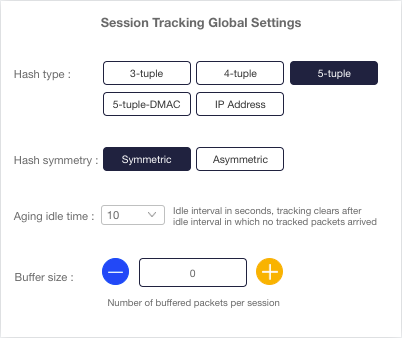 Session Tracking Global Settings
Hash type :
3-tuple
4-tuple
5-tuple
5-tuple-DMAC
IP Address
Hash symmetry :
Symmetric
Asymmetric
Aging idle time :
10
Idle interval in seconds, tracking clears after
idle interval in which no tracked packets arrived
Buffer size :
0
Number of buffered packets per session